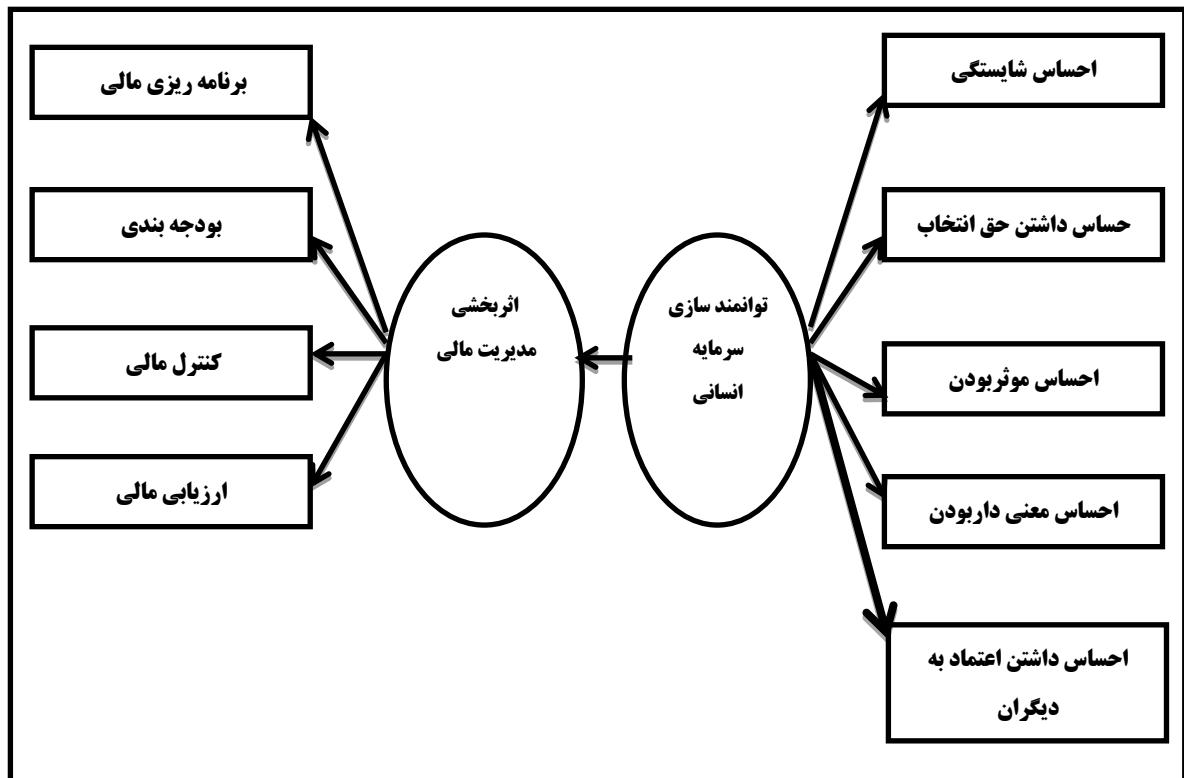 احساس شایستگی
حساس داشتن حق انتخاب
احساس موثربودن
احساس معنی داربودن
احساس داشتن اعتماد به
دیگران
توانمند سازی
سرمایه
انسانی
اثربخشی
مدیریت مالی
برنامه ریزی مالی
بودجه بندی
کنترل مالی
ارزیابی مالی